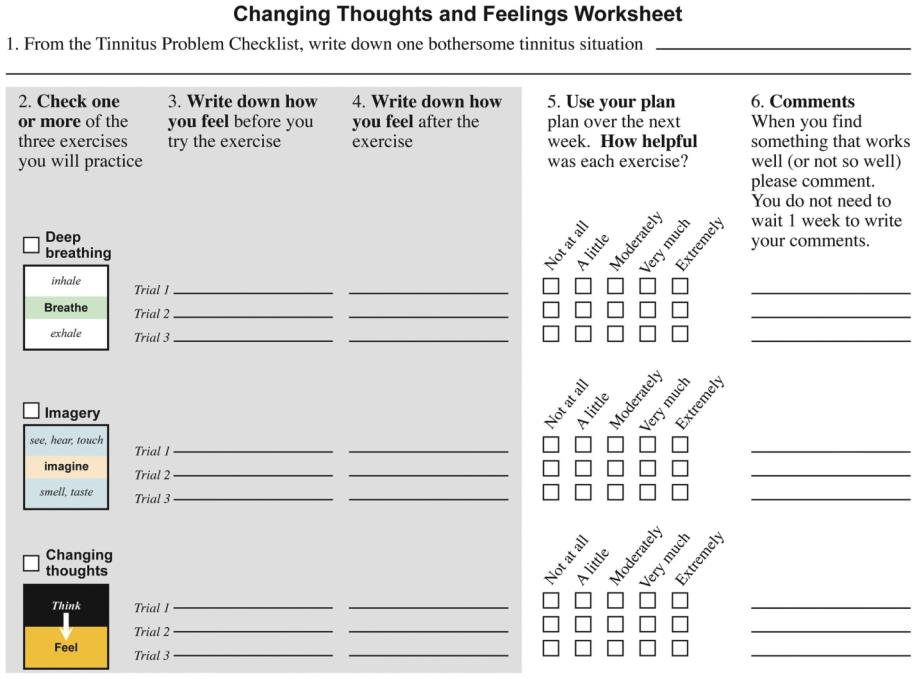 Changing Thoughts and Feelings Worksheet
1. From the Tinnitus Problem Checklist, write down one bothersome tinnitus situation
2. Check one
or more of the
three exercises
you will practice
3. Write down how
you feel before you
try the exercise
4. Write down how
you feel after the
exercise
5. Use your plan
plan over the next
week. How helpful
was each exercise?
6. Comments
When you find
something that works
well (or not so well)
please comment.
You do not need to
wait 1 week to write
your comments.
Deep
breathing
inhale
Breathe
exhale
Trial 1
Trial 2
Trial 3
Not at all
A little
Moderately
Very much
Extremely
Imagery
see, hear, touch
imagine
smell, taste
Trial 1
Trial 2
Trial 3
Not at all
A little
Moderately
Very much
Extremely
Changing
thoughts
Think
Feel
Trial 1
Trial 2
Trial 3
Not at all
A little
Moderately
Very much
Extremely